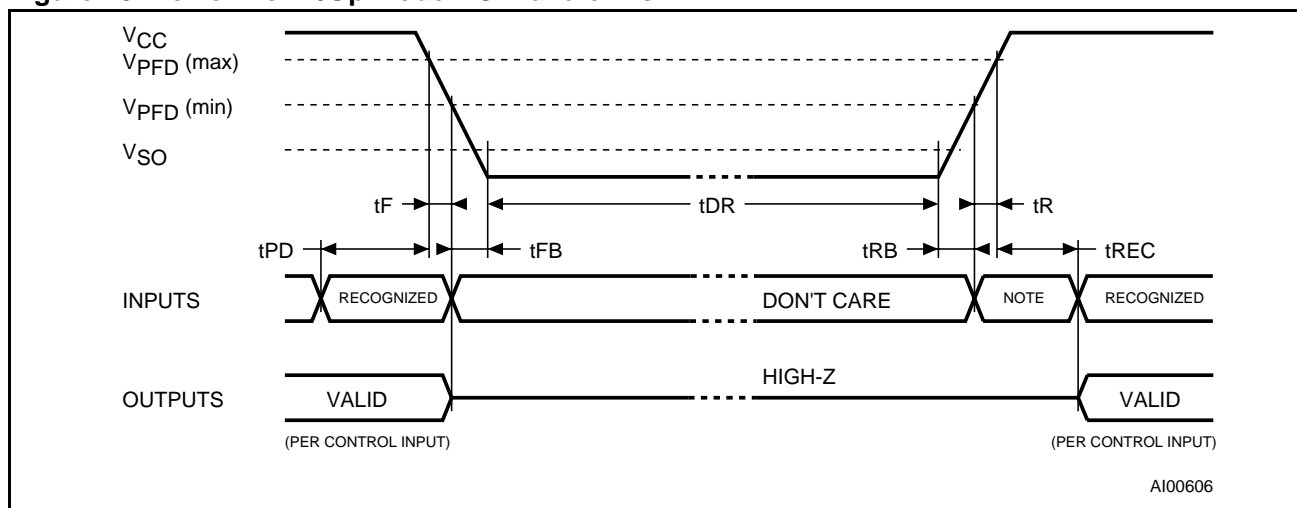 VCC
VPFD (max)
VPFD (min)
VSO
tF
tDR
tR
tPD
tFB
tRB
tREC
INPUTS
RECOGNIZED
DON'T CARE
NOTE
RECOGNIZED
HIGH-Z
OUTPUTS
VALID
VALID
(PER CONTROL INPUT)
(PER CONTROL INPUT)
AI00606